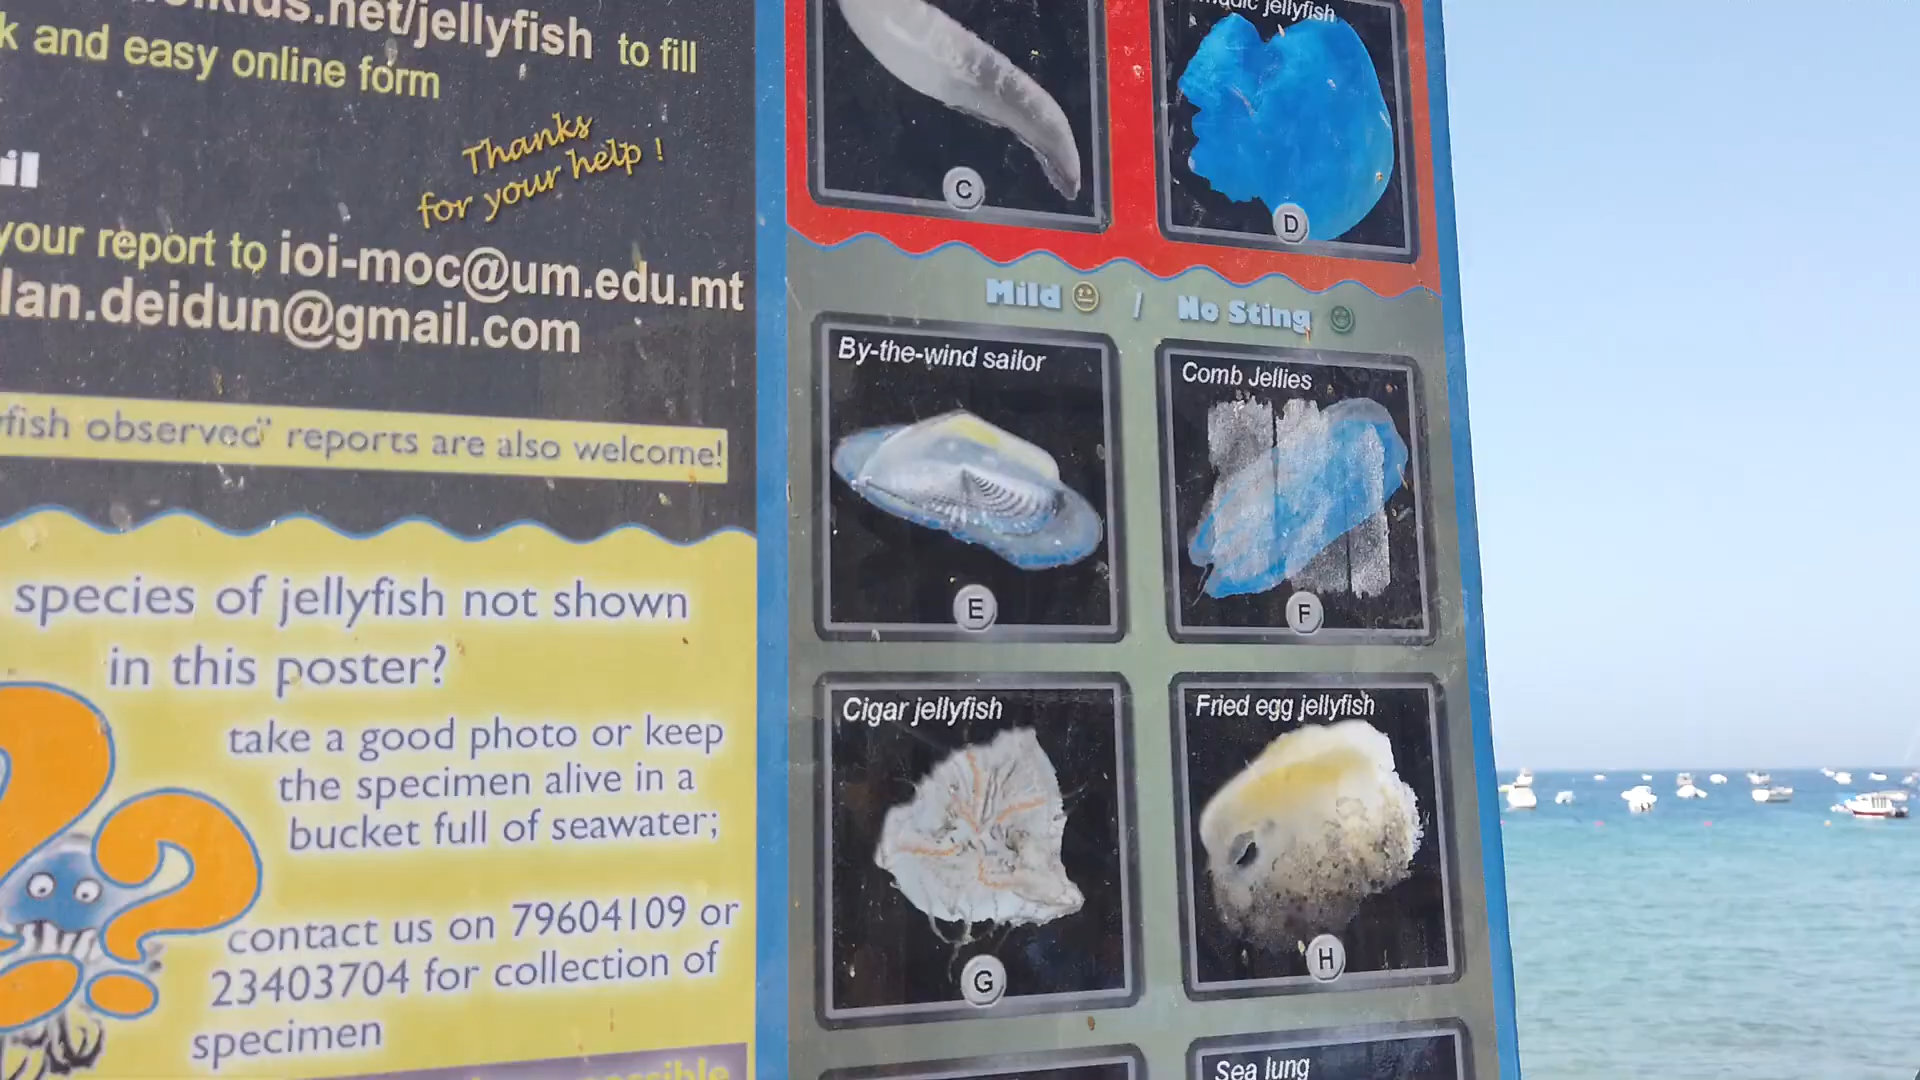 .net/jellyfish to fill
and easy online form
Thanks
for your help !
your report to ioi-moc@um.edu.mt
lan.deidun@gmail.com
observed" reports are also welcome!
species of jellyfish not shown
in this poster?
take a good photo or keep
the specimen alive in a
bucket full of seawater;
contact us on 79604109 or
23403704 for collection of
specimen
C
jellyfish
D
Mild / No Sting
By-the-wind sailor
E
Comb Jellies
F
Cigar jellyfish
G
Fried egg jellyfish
H
Sea lung